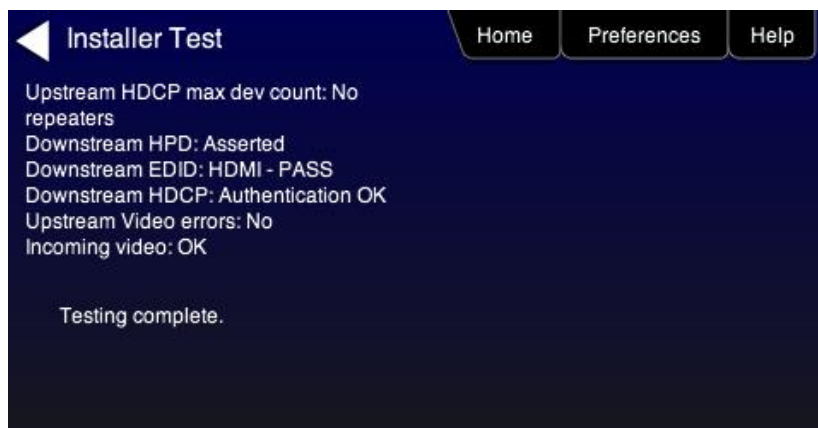 Installer Test
Home
Preferences
Help
Upstream HDCP max dev count: No
repeaters
Downstream HPD: Asserted
Downstream EDID: HDMI - PASS
Downstream HDCP: Authentication OK
Upstream Video errors: No
Incoming video: OK
Testing complete.